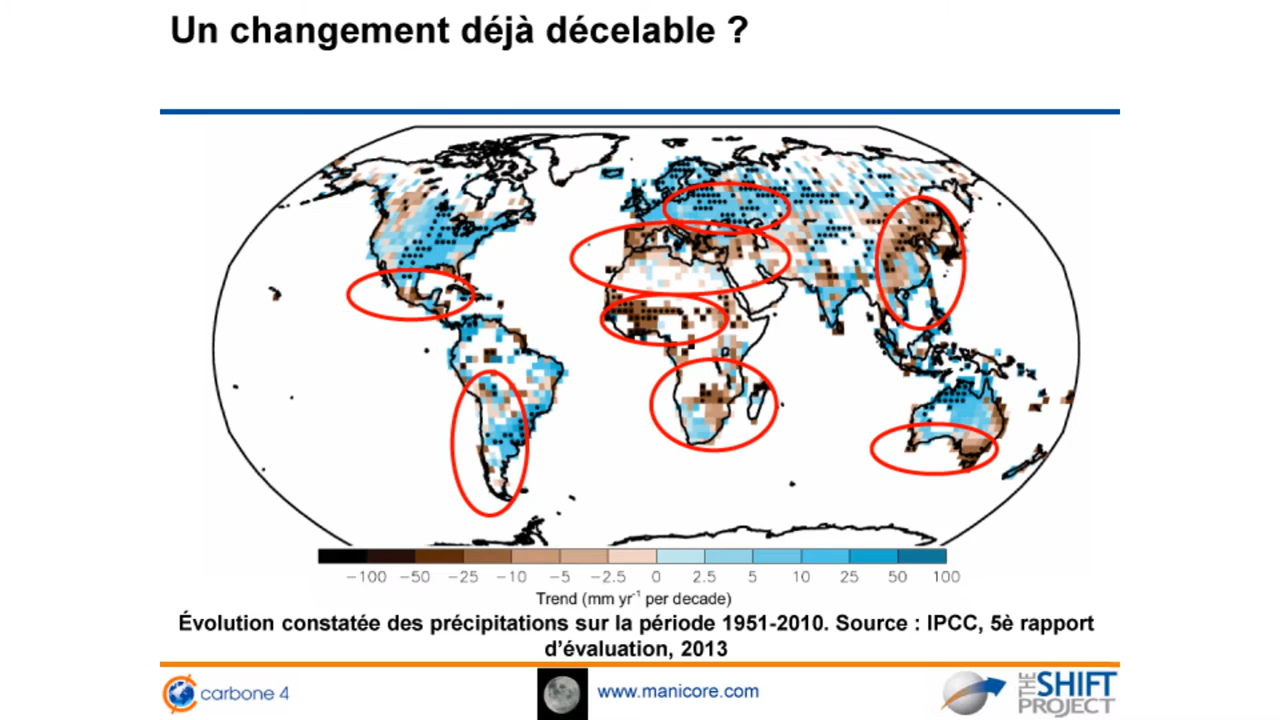 Un changement déjà décelable ?
−100 −50 −25 −10 −5 −2.5 0 2.5 5 10 25 50 100
Trend (mm yr⁻¹ per decade)
Évolution constatée des précipitations sur la période 1951-2010. Source : IPCC, 5è rapport
d’évaluation, 2013
carbone 4
www.manicore.com
THE SHIFT
PROJECT